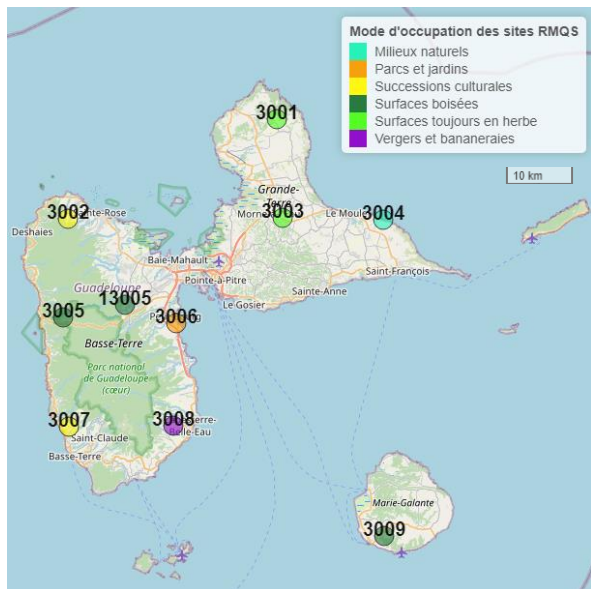 Mode d'occupation des sites RMQS
Milieux naturels
Parcs et jardins
Successions culturales
Surfaces boisées
Surfaces toujours en herbe
Vergers et bananeraies
10 km
3001
Grande-
Terre
3002
3003
Le Moule
3004
Deshaies
Baie-Mahault
Saint-François
Guadeloupe
Pointe-à-Pitre
Sainte-Anne
13005
Le Gosier
3005
3006
Basse-Terre
Parc national
de Guadeloupe
(cœur)
3007
3008
Saint-Claude
Belle-Eau
Basse-Terre
Marie-Galante
3009